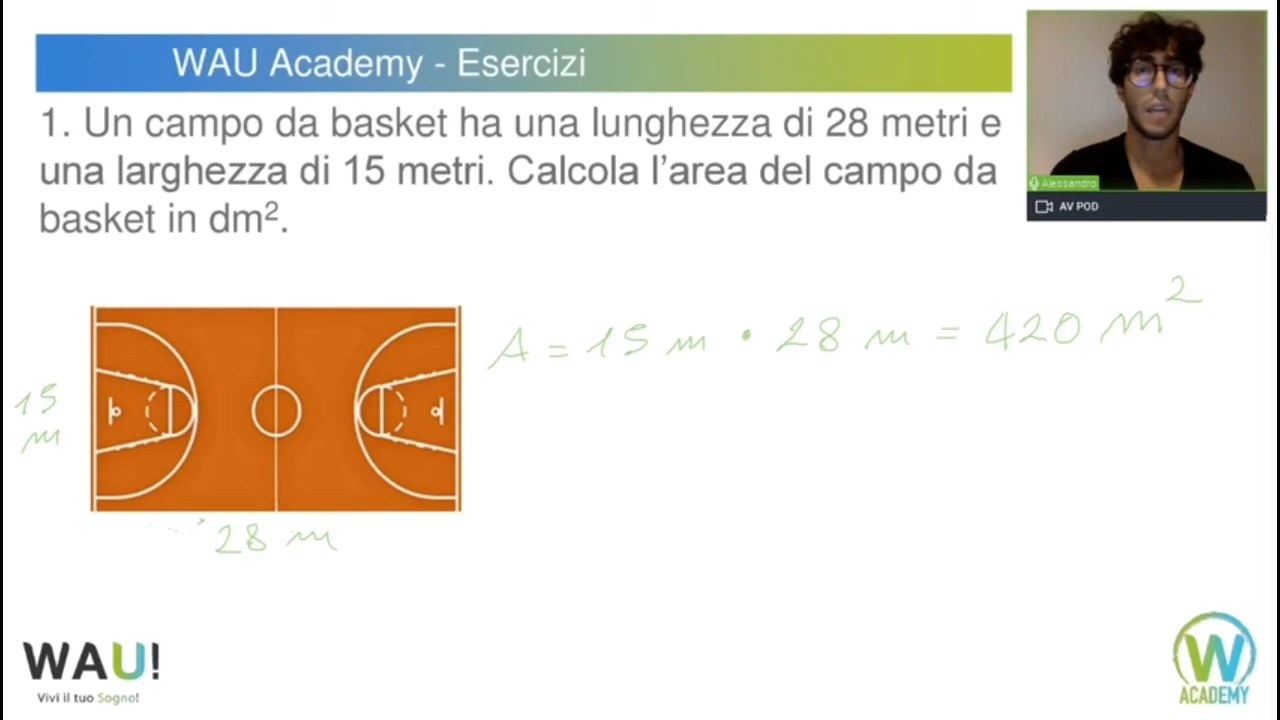 WAU Academy - Esercizi
1. Un campo da basket ha una lunghezza di 28 metri e
una larghezza di 15 metri. Calcola l’area del campo da
basket in dm².
Alessandro
AV POD
A = 15 m · 28 m = 420 m²
15
m
28 m
WAU!
Vivi il tuo Sogno!
W
ACADEMY